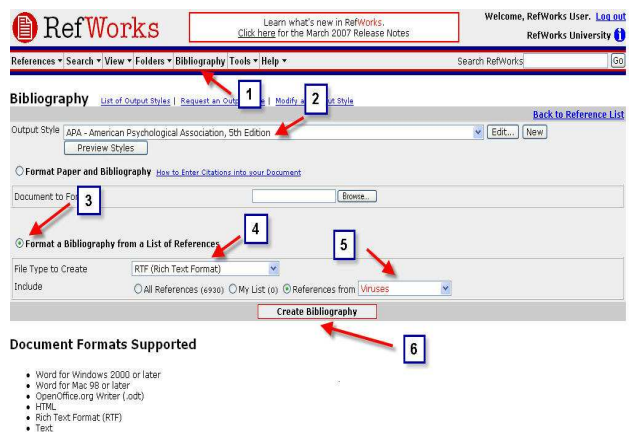 RefWorks
Learn what's new in RefWorks.
Click here for the March 2007 Release Notes
Welcome, RefWorks User. Log out
RefWorks University
References Search View Folders Bibliography Tools Help
Search RefWorks Go
1
2
Bibliography List of Output Styles | Request an Out Style
Back to Reference List
Output Style APA - American Psychological Association, 5th Edition Edit... New
Preview Styles
Format Paper and Bibliography How to Enter Citations into your Document
Document to Fo Browse...
3
4
5
Format a Bibliography from a List of References
File Type to Create RTF (Rich Text Format)
Include All References (6930) My List (0) References from Viruses
Create Bibliography
6
Document Formats Supported
• Word for Windows 2000 or later
• Word for Mac 98 or later
• OpenOffice.org Writer (.odt)
• HTML
• Rich Text Format (RTF)
• Text